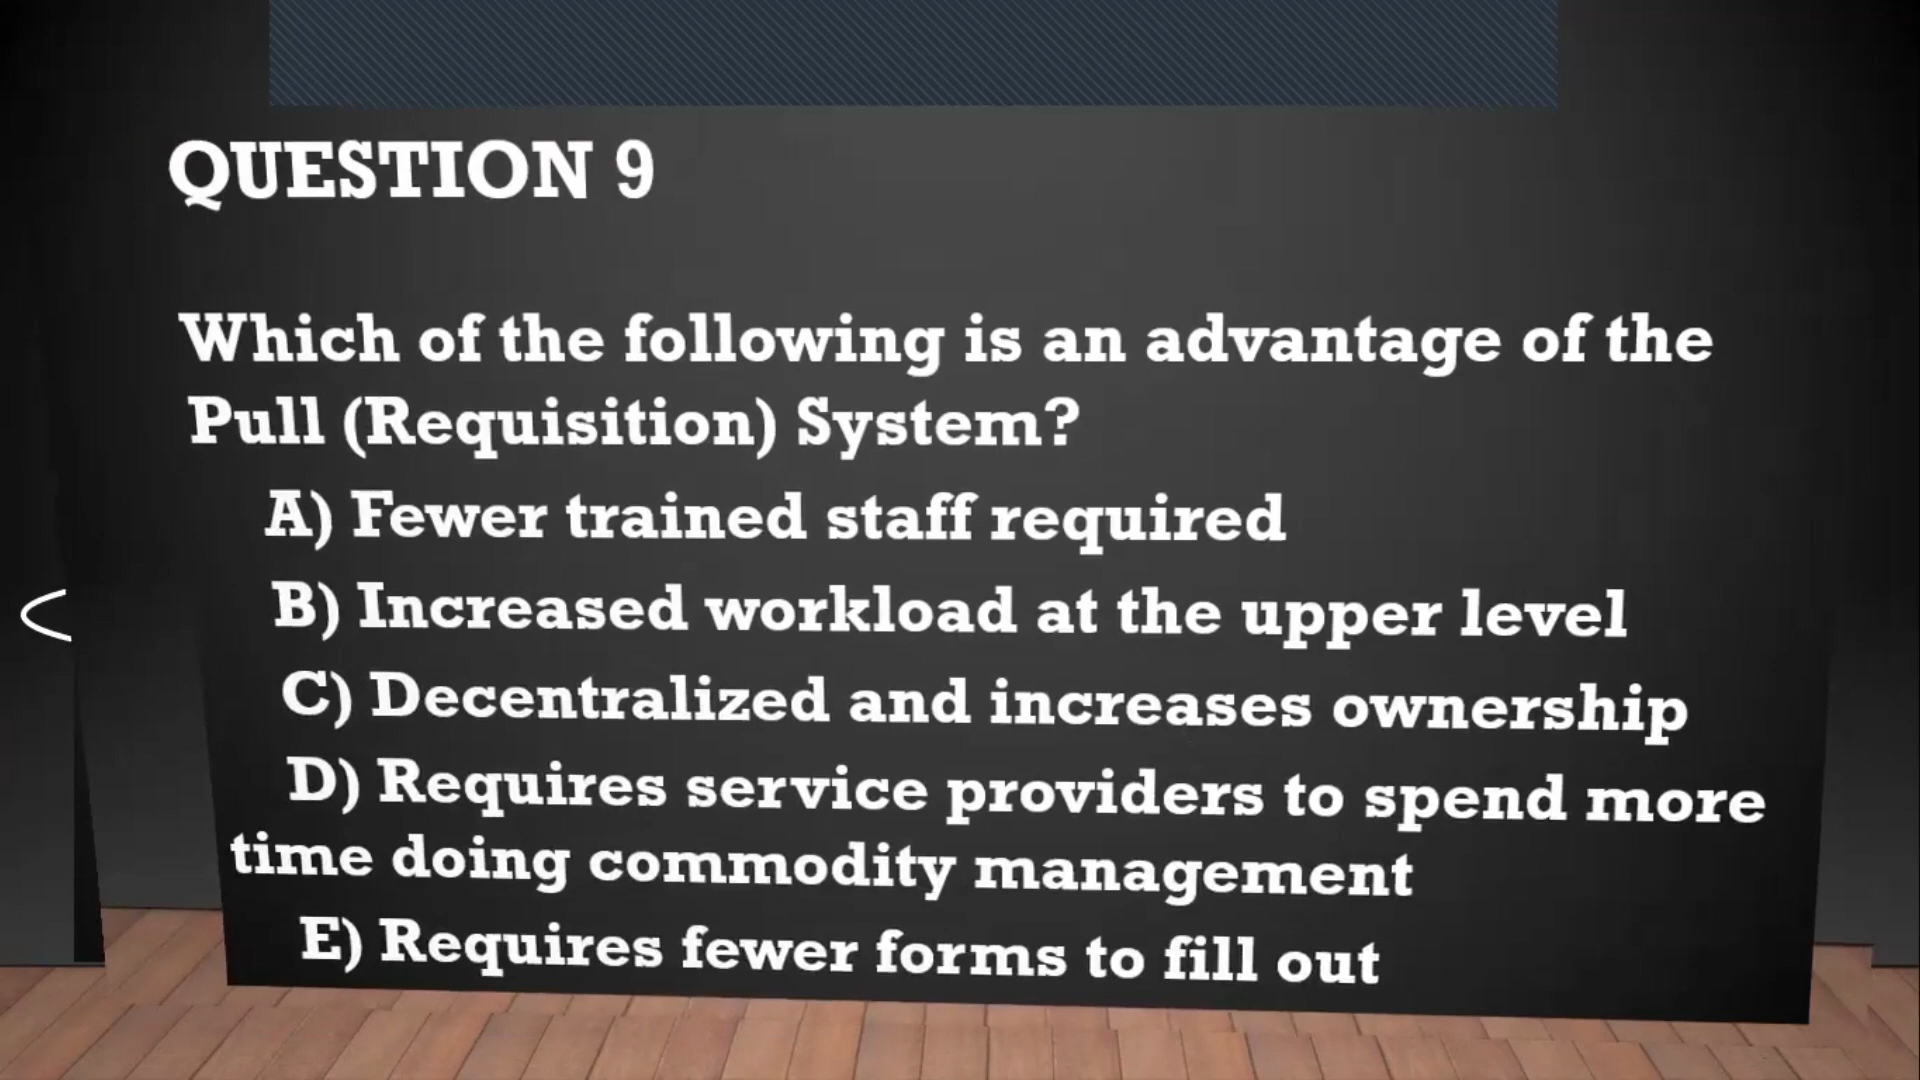 QUESTION 9
Which of the following is an advantage of the
Pull (Requisition) System?
A) Fewer trained staff required
B) Increased workload at the upper level
C) Decentralized and increases ownership
D) Requires service providers to spend more
time doing commodity management
E) Requires fewer forms to fill out